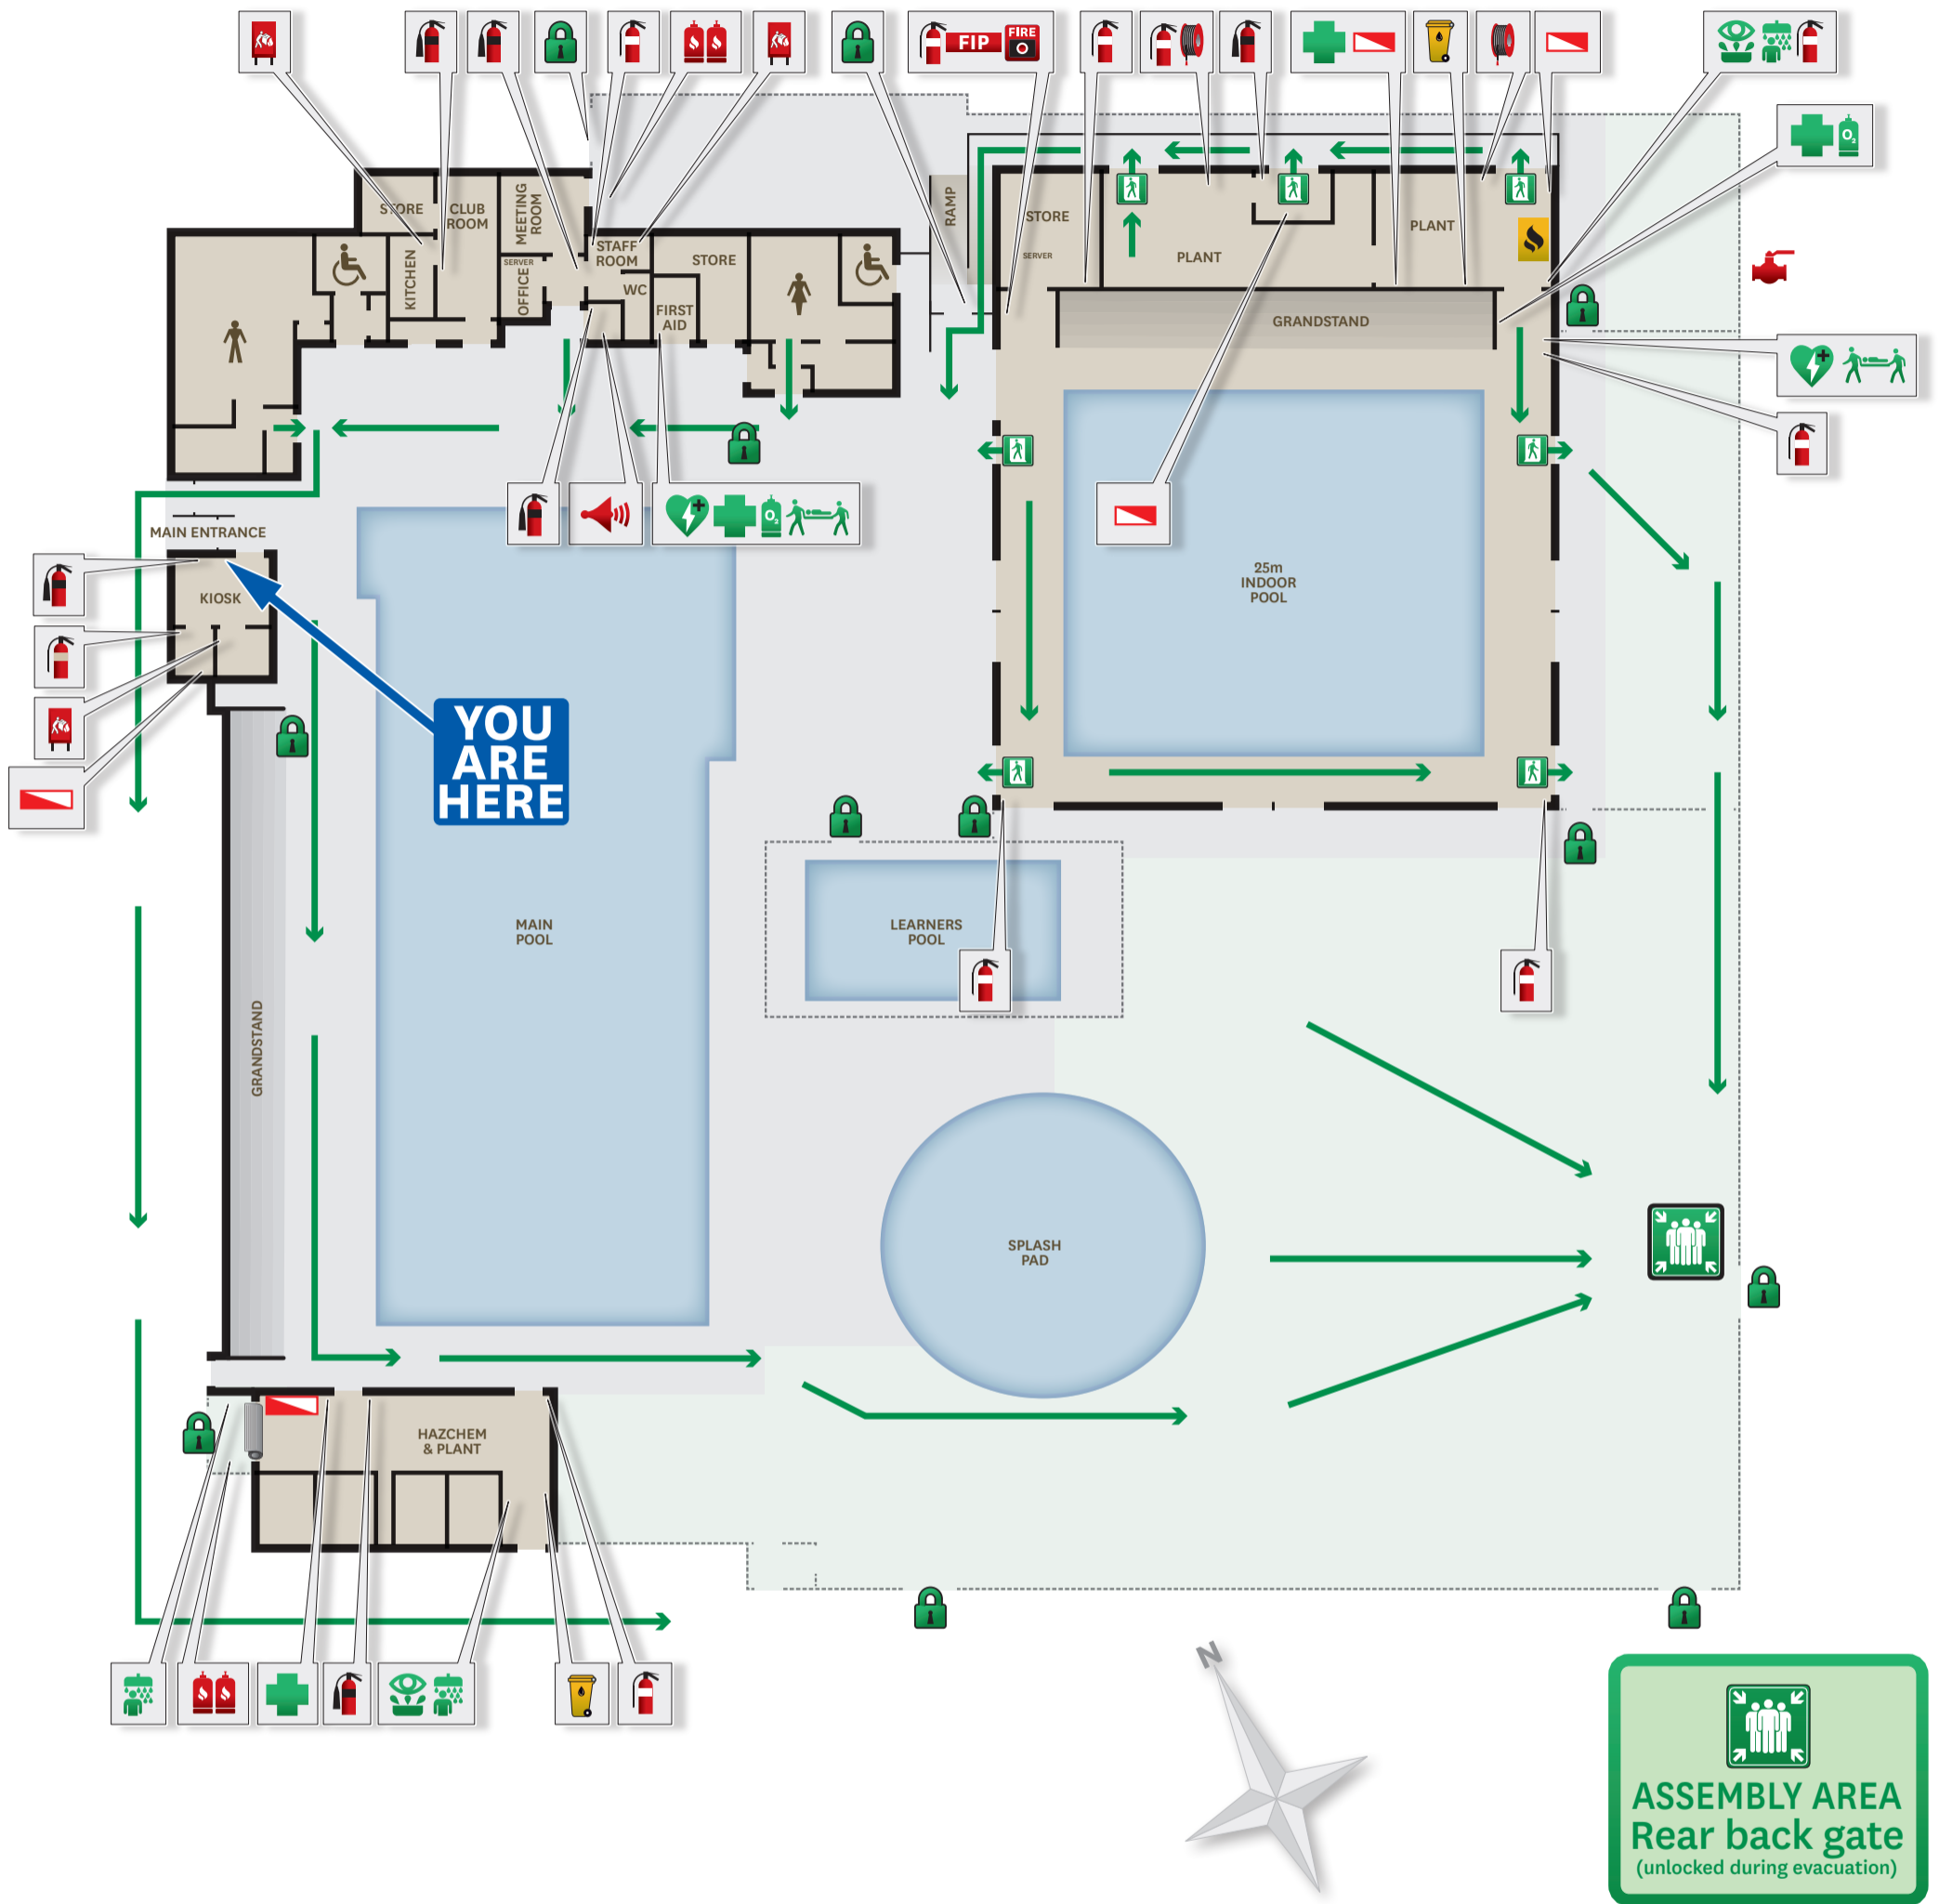 FIP
FIRE
O₂
STORE
CLUB
ROOM
MEETING
ROOM
KITCHEN
SERVER
OFFICE
STAFF
ROOM
WC
STORE
FIRST
AID
RAMP
STORE
SERVER
PLANT
PLANT
GRANDSTAND
O₂
MAIN ENTRANCE
KIOSK
25m
INDOOR
POOL
YOU
ARE
HERE
MAIN
POOL
LEARNERS
POOL
GRANDSTAND
SPLASH
PAD
HAZCHEM
& PLANT
N
ASSEMBLY AREA
Rear back gate
(unlocked during evacuation)